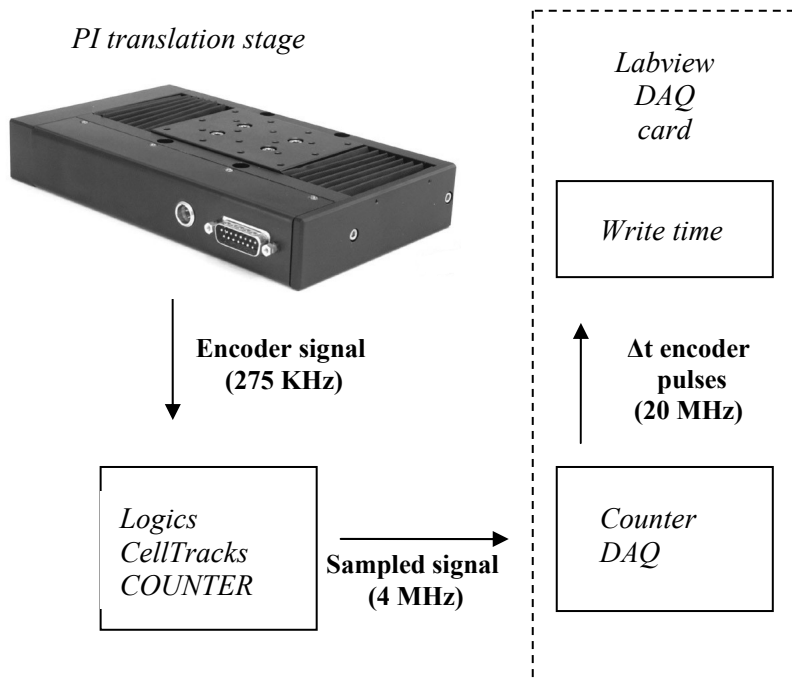 PI translation stage
Encoder signal
(275 KHz)
Logics
CellTracks
COUNTER
Sampled signal
(4 MHz)
Labview
DAQ
card
Write time
Δt encoder
pulses
(20 MHz)
Counter
DAQ